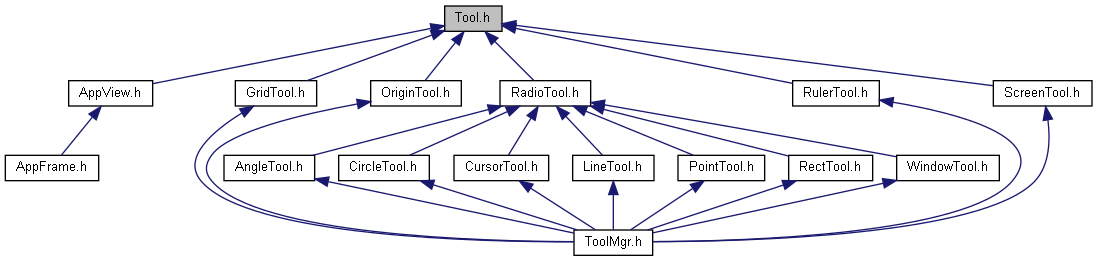 Tool.h
AppView.h
GridTool.h
OriginTool.h
RadioTool.h
RulerTool.h
ScreenTool.h
AppFrame.h
AngleTool.h
CircleTool.h
CursorTool.h
LineTool.h
PointTool.h
RectTool.h
WindowTool.h
ToolMgr.h